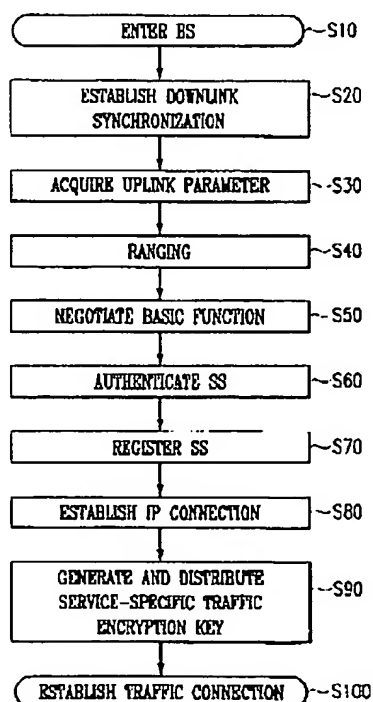 ENTER BS
S10
ESTABLISH DOWNLINK
SYNCHRONIZATION
S20
ACQUIRE UPLINK PARAMETER
S30
RANGING
S40
NEGOTIATE BASIC FUNCTION
S50
AUTHENTICATE SS
S60
REGISTER SS
S70
ESTABLISH IP CONNECTION
S80
GENERATE AND DISTRIBUTE
SERVICE-SPECIFIC TRAFFIC
ENCRYPTION KEY
S90
ESTABLISH TRAFFIC CONNECTION
S100